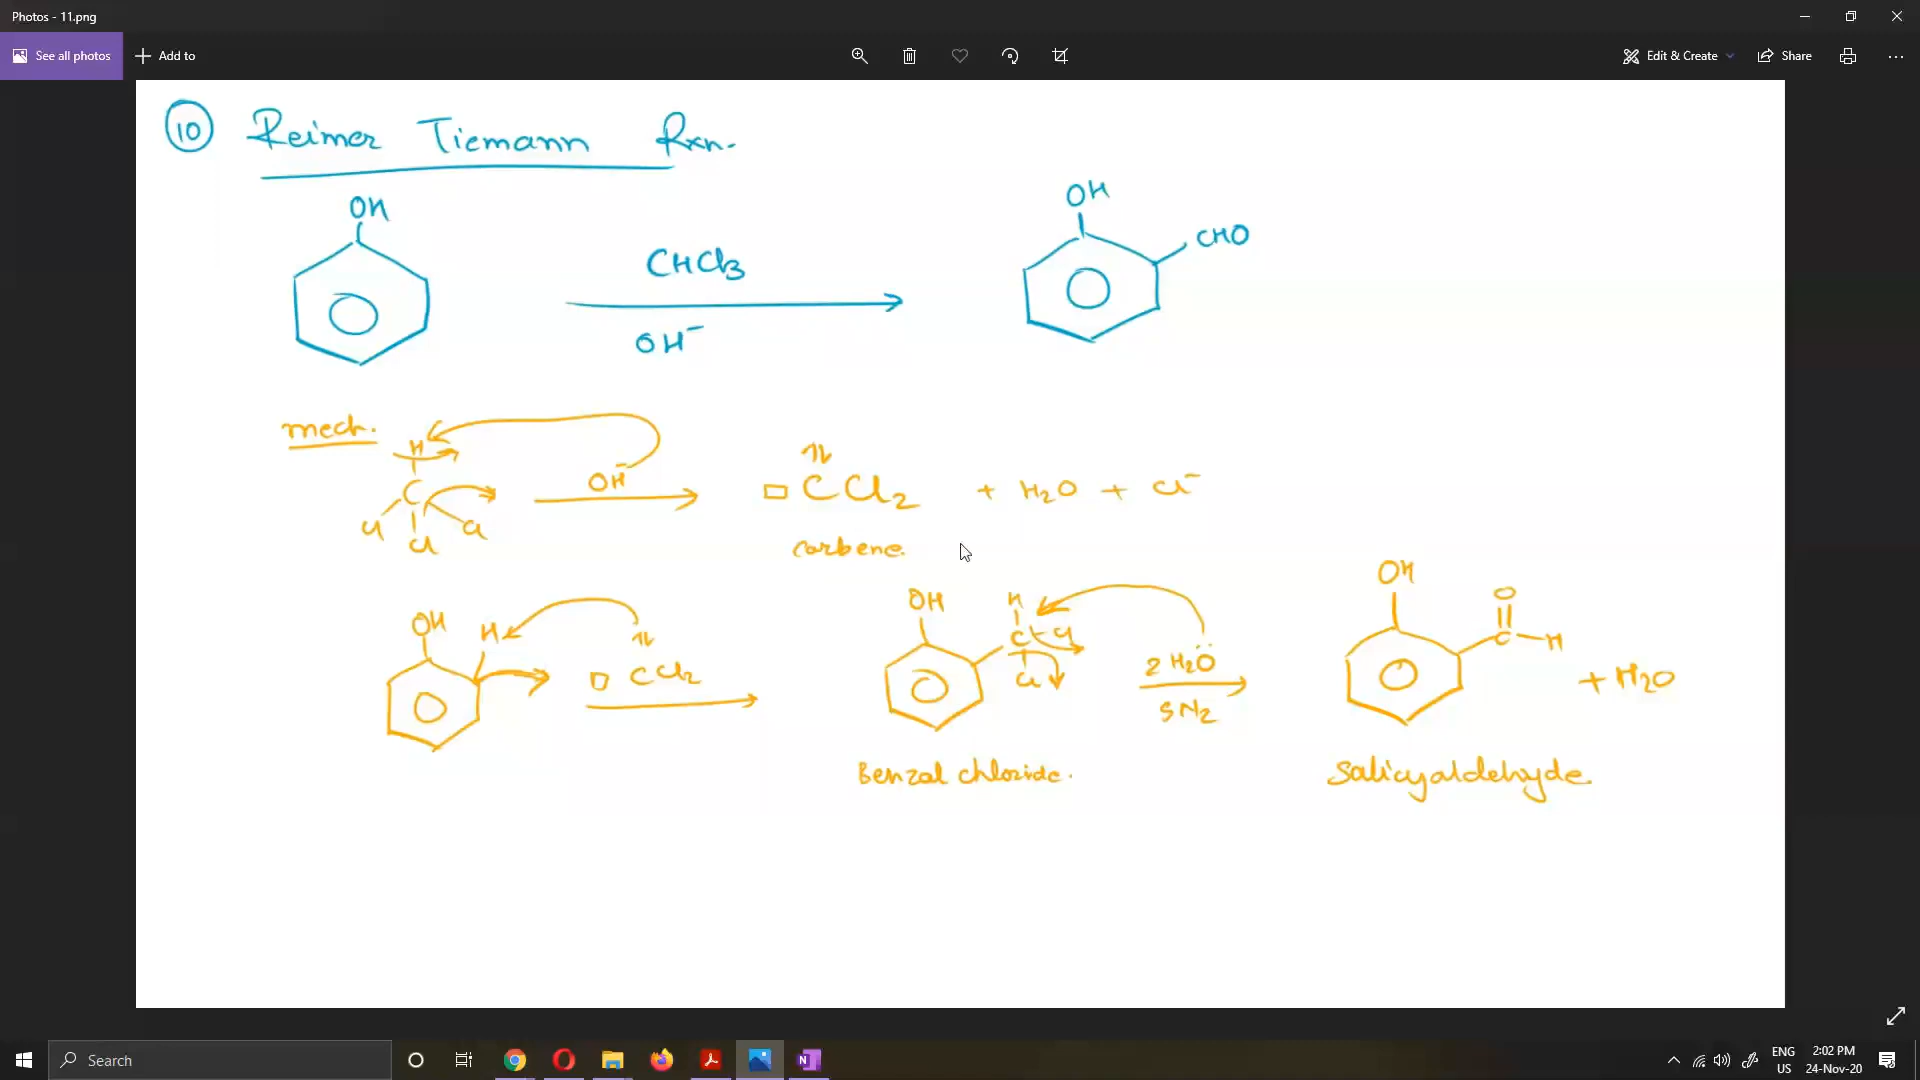 Photos - 11.png
See all photos
Add to
Edit & Create
Share
10 Reimer Tiemann Rxn.
OH
CHCl3
OH⁻
OH
CHO
mech.
H
C
Cl Cl Cl
OH⁻
CCl2 + H2O + Cl⁻
carbene.
OH H
CCl2
OH H
C Cl
Cl
2 H2O
SN2
OH O
C H
+ H2O
Benzal chloride.
Salicyaldehyde
Search
ENG
US
2:02 PM
24-Nov-20